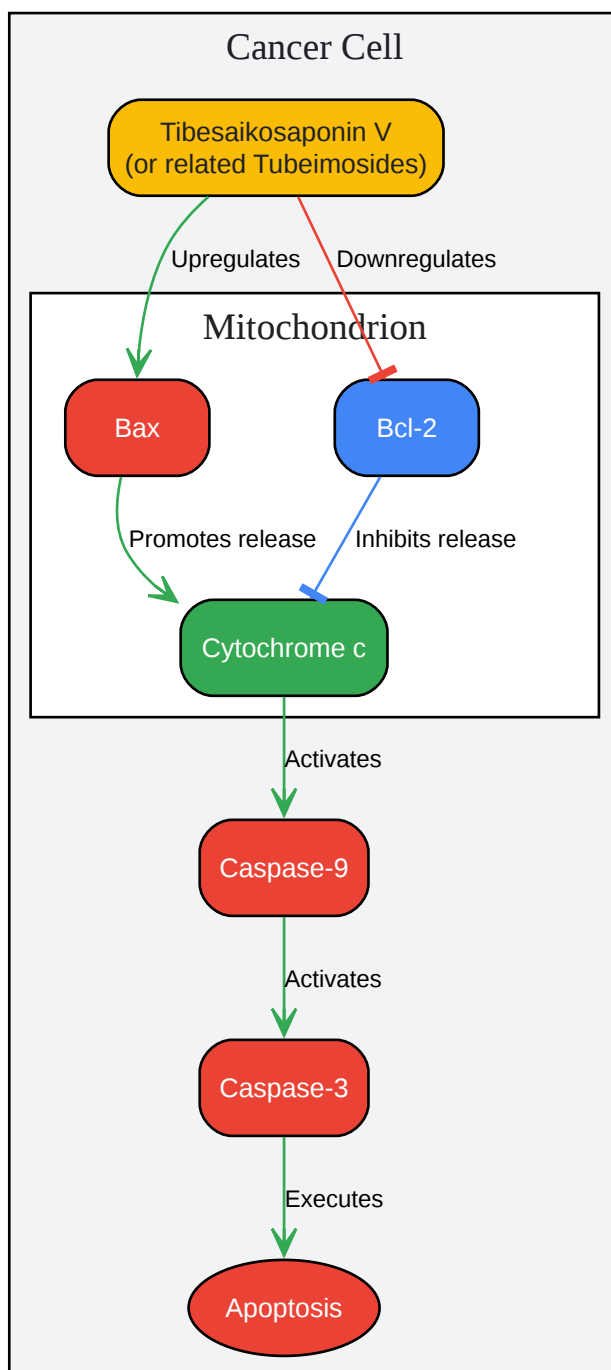 Cancer Cell
Tibesaikosaponin V
(or related Tubeimosides)
Upregulates
Downregulates
Mitochondrion
Bax
Bcl-2
Promotes release
Inhibits release
Cytochrome c
Activates
Caspase-9
Activates
Caspase-3
Executes
Apoptosis